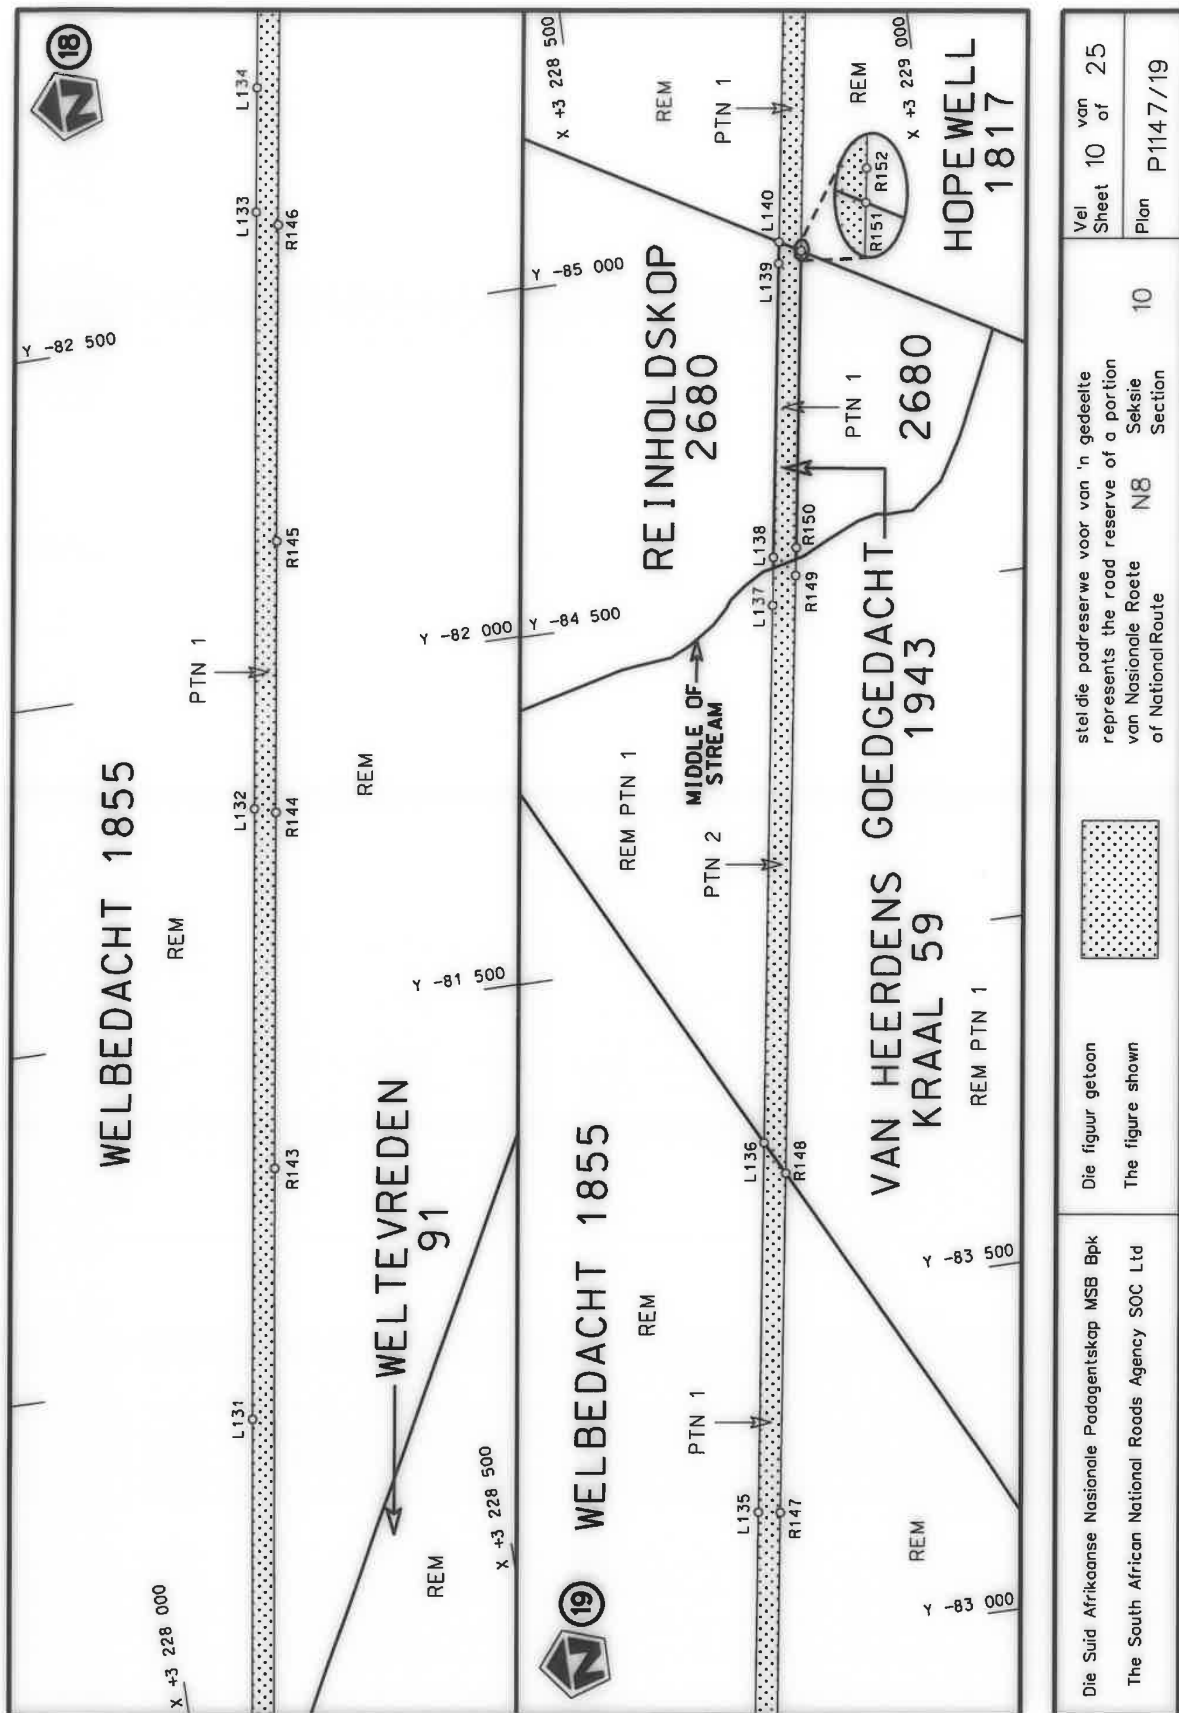 18
L131
L132
L133
L134
R143
R144
R145
R146
WELBEDACHT 1855
REM
PTN 1
REM
WELTEVREDEN
91
REM
X +3 228 000
X +3 228 500
Y -81 500
Y -82 000
Y -82 500
19
WELBEDACHT 1855
REM
PTN 1
L135
R147
REM
Y -83 000
Y -83 500
L136
R148
REM PTN 1
PTN 2
MIDDLE OF
STREAM
VAN HEERDENS
KRAAL 59
REM PTN 1
GOEDGEDACHT
1943
L137
L138
R149
R150
Y -84 500
REINHOLDSKOP
2680
Y -85 000
PTN 1
2680
L139
L140
R151
R152
X +3 228 500
REM
PTN 1
REM
X +3 229 000
HOPEWELL
1817
Die Suid Afrikaanse Nasionale Padagentskap MSB Bpk
The South African National Roads Agency SOC Ltd
Die figuur getoon
The figure shown
stel die padreserwe voor van 'n gedeelte
represents the road reserve of a portion
van Nasionale Roete N8 Seksie 10
of National Route Section
Vel 10 van 25
Sheet of
Plan P1147/19